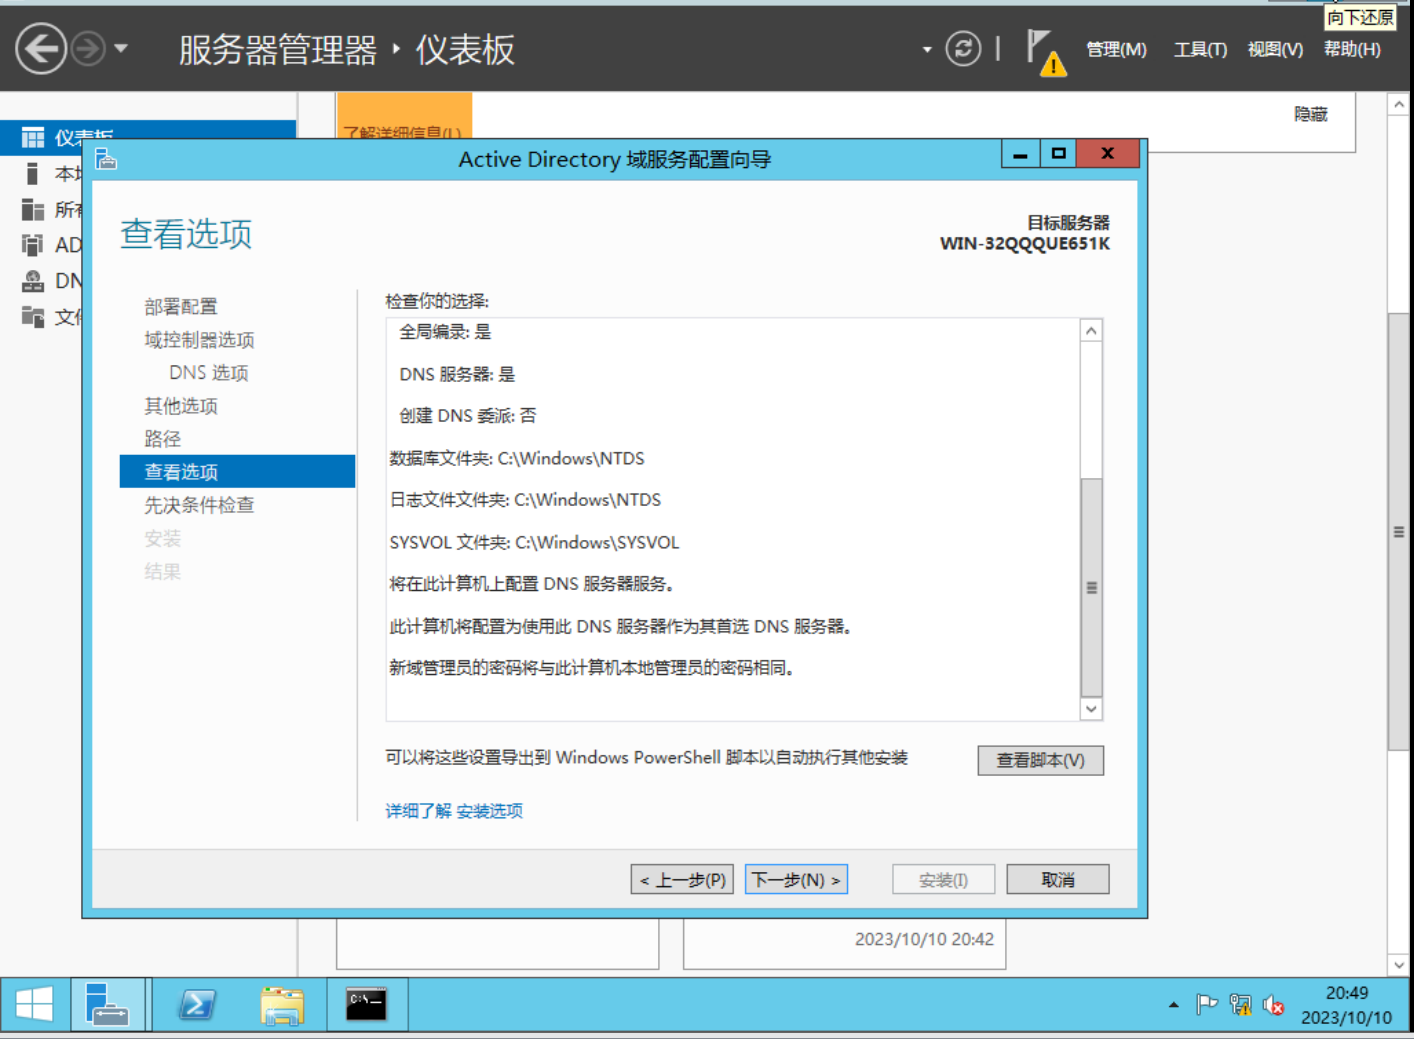 向下还原
服务器管理器 ‣ 仪表板
管理(M) 工具(T) 视图(V) 帮助(H)
了解详细信息(L)
隐藏
仪表板
本地
所有
AD
DN
文件
Active Directory 域服务配置向导
查看选项
目标服务器
WIN-32QQQUE651K
部署配置
域控制器选项
DNS 选项
其他选项
路径
查看选项
先决条件检查
安装
结果
检查你的选择:
全局编录: 是
DNS 服务器: 是
创建 DNS 委派: 否
数据库文件夹: C:\Windows\NTDS
日志文件文件夹: C:\Windows\NTDS
SYSVOL 文件夹: C:\Windows\SYSVOL
将在此计算机上配置 DNS 服务器服务。
此计算机将配置为使用此 DNS 服务器作为其首选 DNS 服务器。
新域管理员的密码将与此计算机本地管理员的密码相同。
可以将这些设置导出到 Windows PowerShell 脚本以自动执行其他安装
查看脚本(V)
详细了解 安装选项
< 上一步(P) 下一步(N) > 安装(I) 取消
2023/10/10 20:42
C:\
20:49
2023/10/10